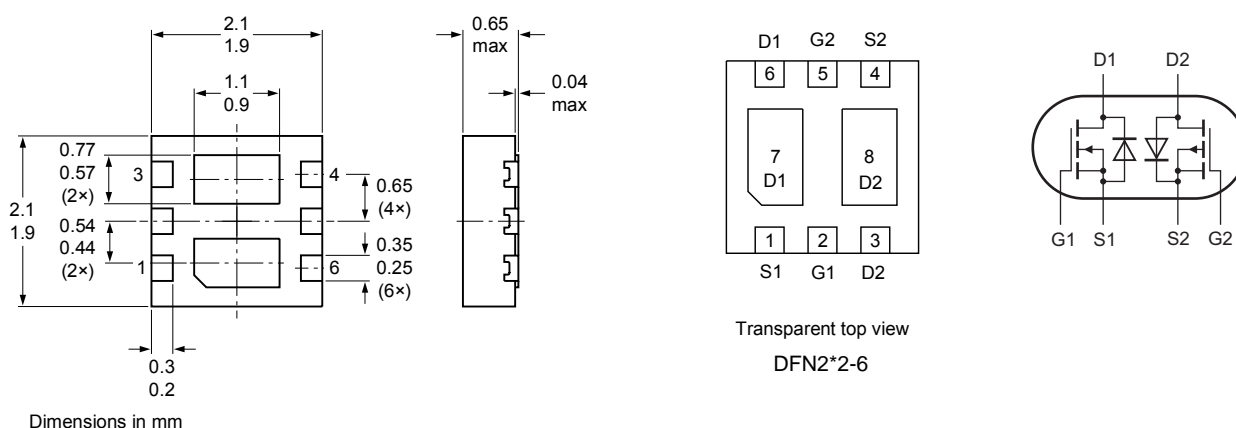 2.1
1.9
1.1
0.9
0.77
0.57
(2×)
2.1
1.9
0.54
0.44
(2×)
3
1
4
6
0.65
(4×)
0.35
0.25
(6×)
0.3
0.2
Dimensions in mm
0.65
max
0.04
max
D1 G2 S2
6 5 4
7
D1
8
D2
1 2 3
S1 G1 D2
Transparent top view
DFN2*2-6
D1 D2
G1 S1 S2 G2